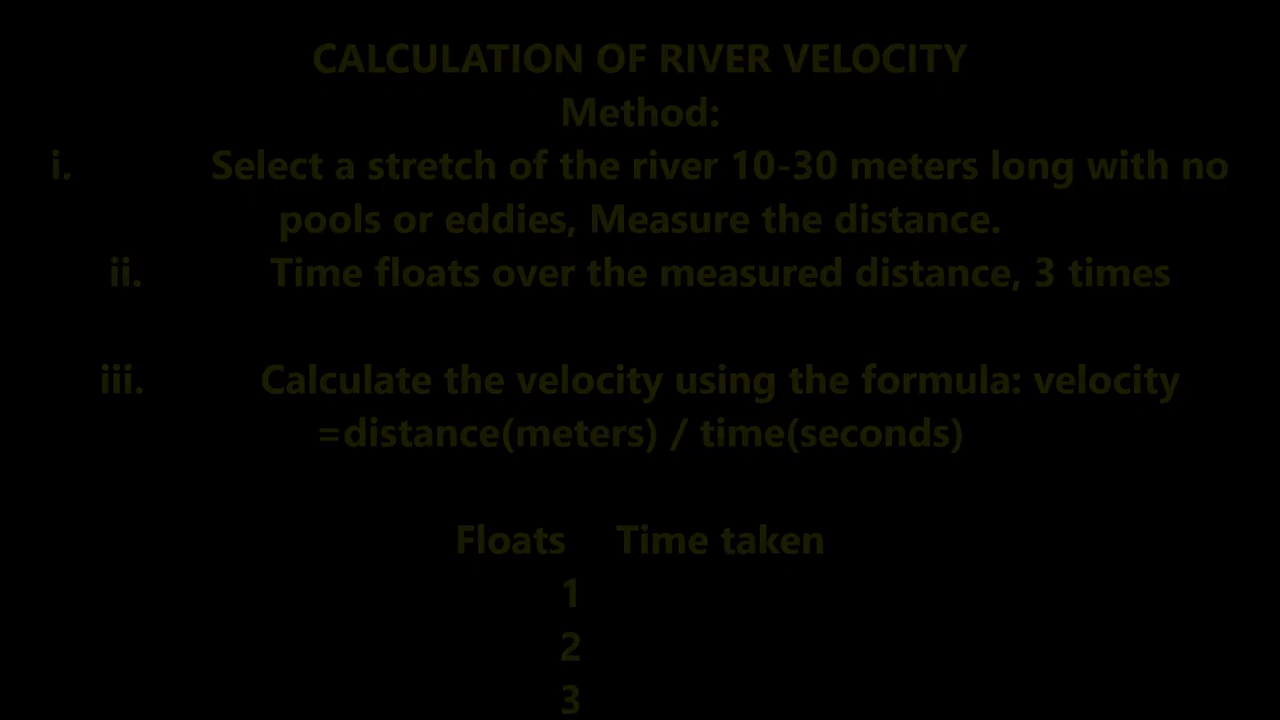 CALCULATION OF RIVER VELOCITY
Method:
i. Select a stretch of the river 10-30 meters long with no
pools or eddies, Measure the distance.
ii. Time floats over the measured distance, 3 times
iii. Calculate the velocity using the formula: velocity
=distance(meters) / time(seconds)
Floats Time taken
1
2
3